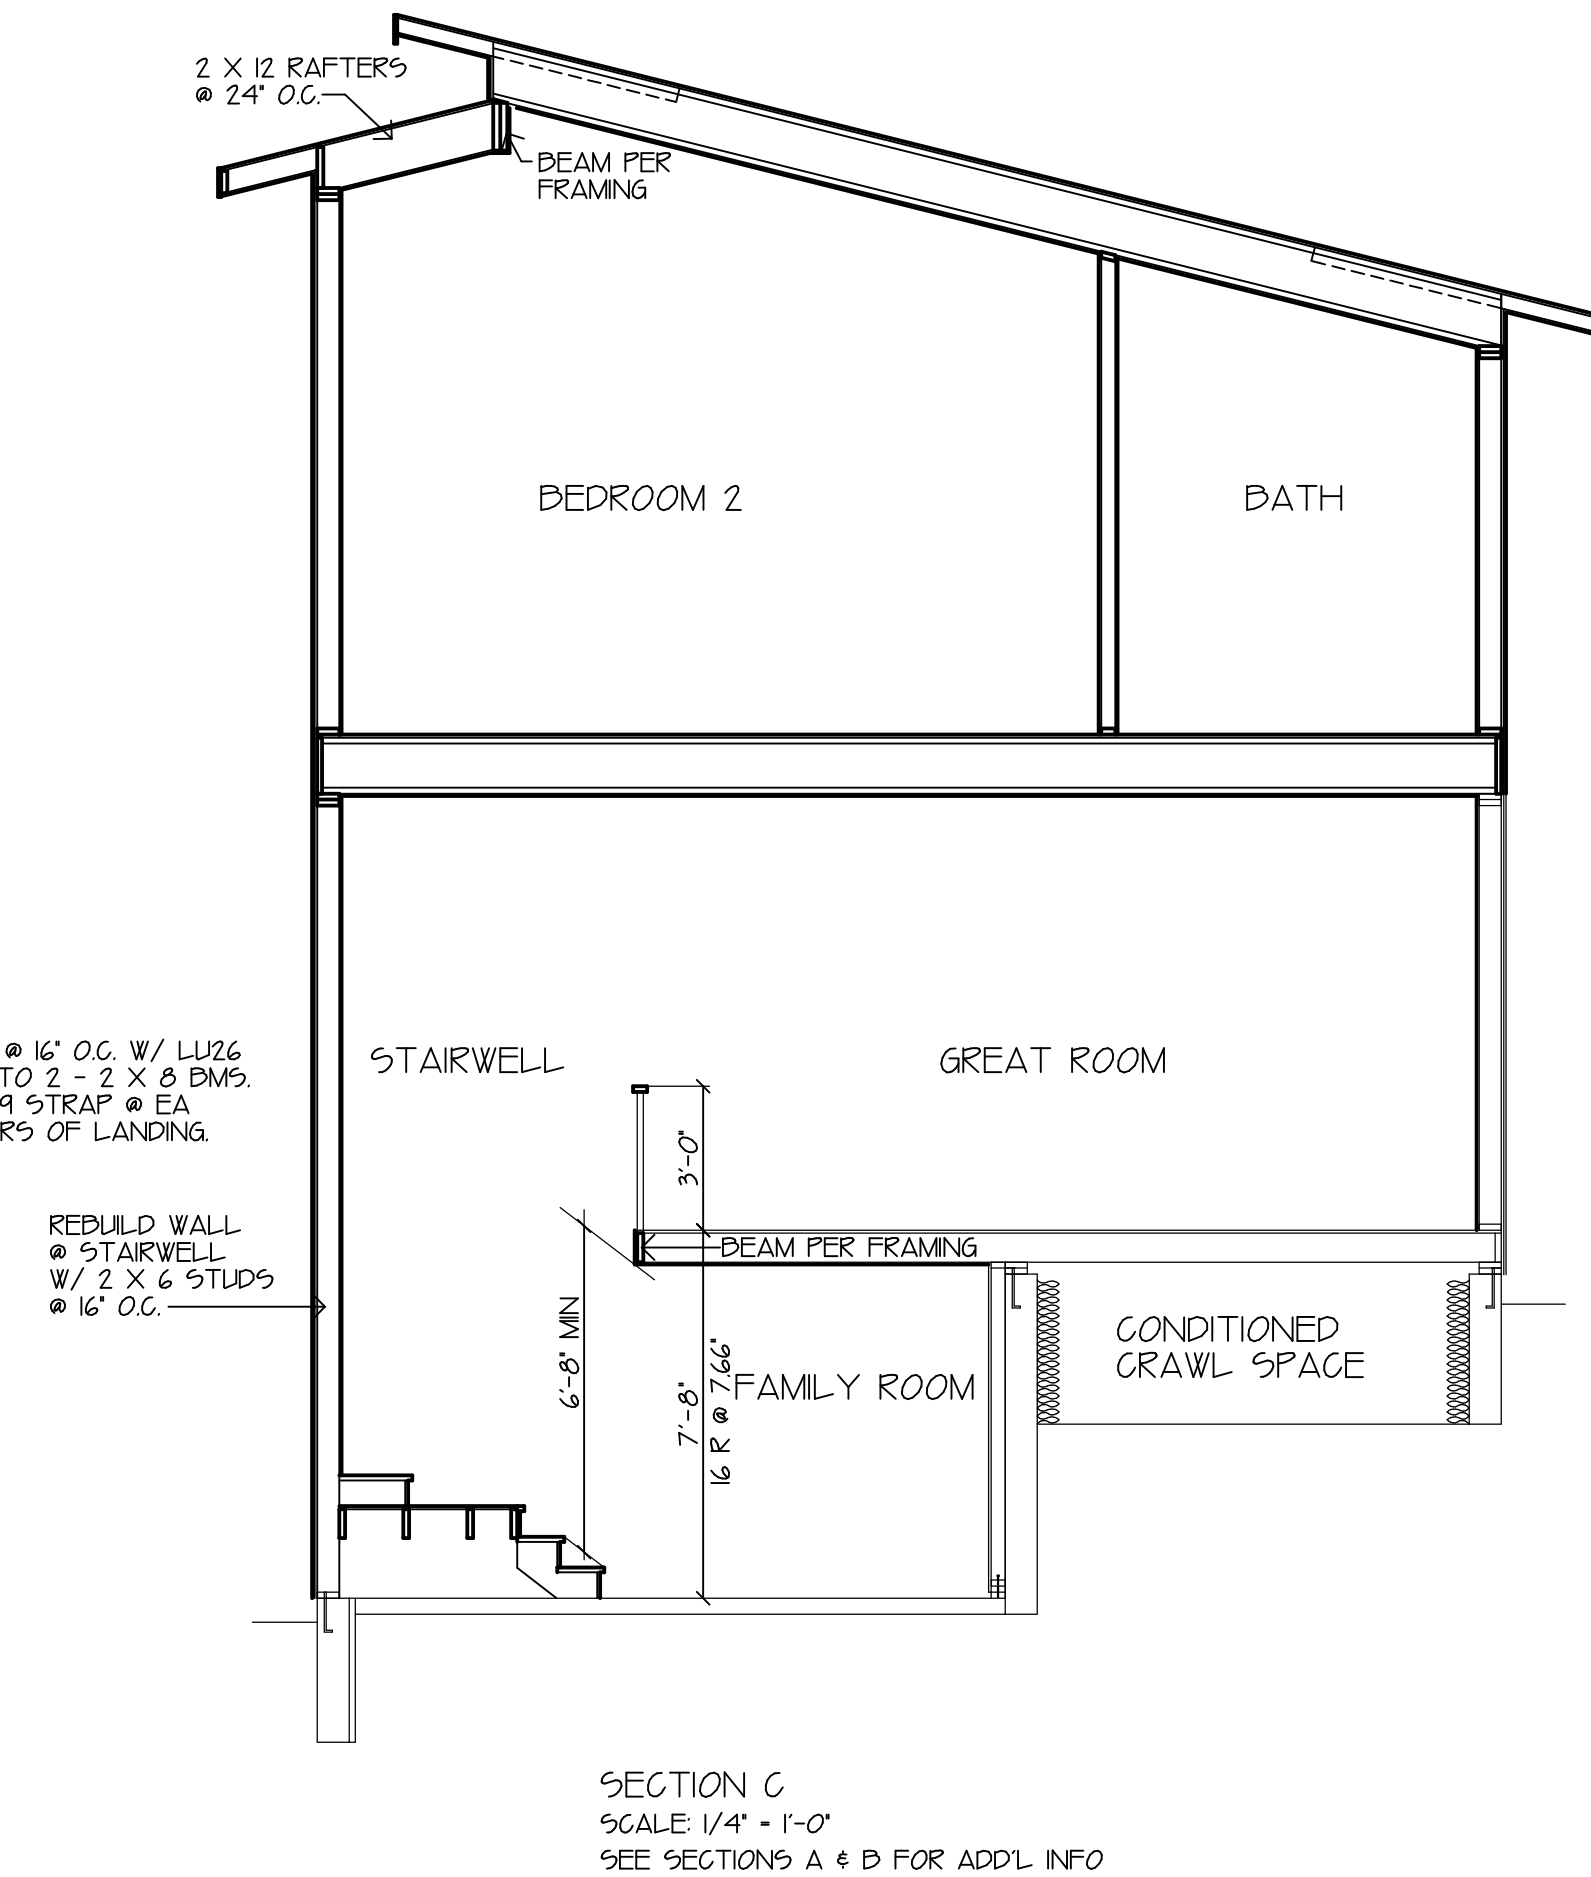 2 X 12 RAFTERS
@ 24" O.C.
BEAM PER
FRAMING
BEDROOM 2
BATH
@ 16" O.C. W/ LU26
TO 2 - 2 X 8 BMS.
9 STRAP @ EA
RS OF LANDING.
STAIRWELL
GREAT ROOM
3'-0"
REBUILD WALL
@ STAIRWELL
W/ 2 X 6 STUDS
@ 16" O.C.
BEAM PER FRAMING
6'-8" MIN
7'-8"
16 R @ 7.66"
FAMILY ROOM
CONDITIONED
CRAWL SPACE
SECTION C
SCALE: 1/4" = 1'-0"
SEE SECTIONS A & B FOR ADD'L INFO